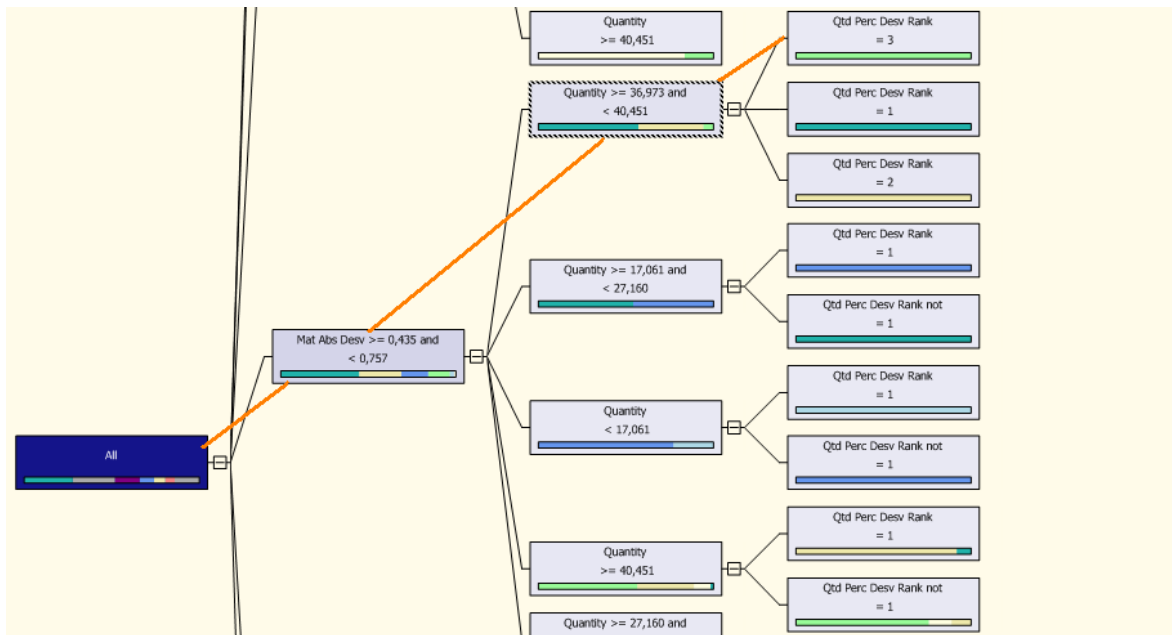 Quantity
>= 40,451
Qtd Perc Desv Rank
= 3
Quantity >= 36,973 and
< 40,451
Qtd Perc Desv Rank
= 1
Qtd Perc Desv Rank
= 2
Quantity >= 17,061 and
< 27,160
Qtd Perc Desv Rank
= 1
Qtd Perc Desv Rank not
= 1
Mat Abs Desv >= 0,435 and
< 0,757
Quantity
< 17,061
Qtd Perc Desv Rank
= 1
Qtd Perc Desv Rank not
= 1
All
Quantity
>= 40,451
Qtd Perc Desv Rank
= 1
Qtd Perc Desv Rank not
= 1
Quantity >= 27,160 and